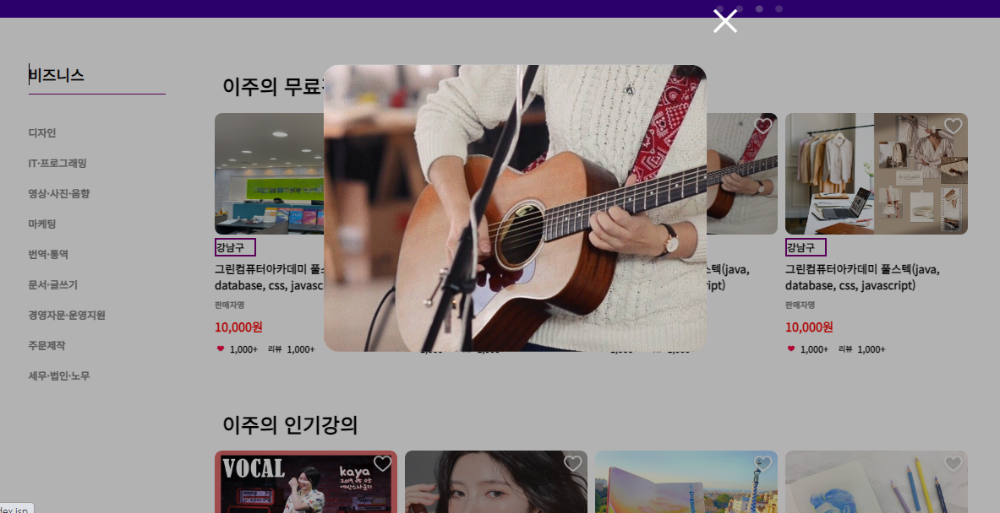 비즈니스
디자인
IT·프로그래밍
영상·사진·음향
마케팅
번역·통역
문서·글쓰기
경영자문·운영지원
주문제작
세무·법인·노무
이주의 무료
강남구
그린컴퓨터아카데미 풀스
database, css, javasc
판매자명
10,000원
1,000+ 리뷰 1,000+
스텍(java,
ript)
강남구
그린컴퓨터아카데미 풀스텍(java,
database, css, javascript)
판매자명
10,000원
1,000+ 리뷰 1,000+
이주의 인기강의
VOCAL
kaya
dex.jsp